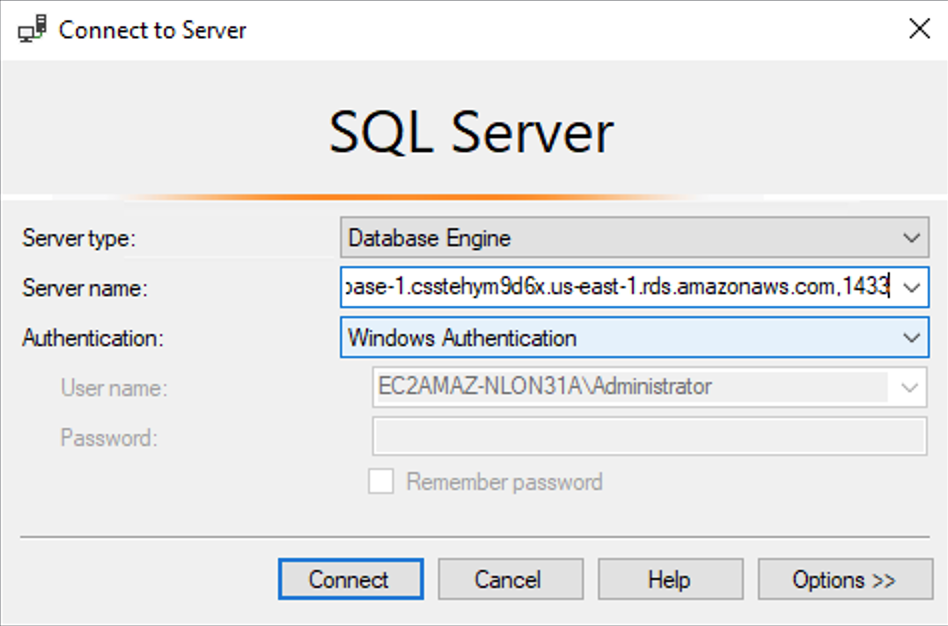 Connect to Server
SQL Server
Server type: Database Engine
Server name: base-1.csstehym9d6x.us-east-1.rds.amazonaws.com,1433
Authentication: Windows Authentication
User name: EC2AMAZ-NLON31A\Administrator
Password:
Remember password
Connect Cancel Help Options >>